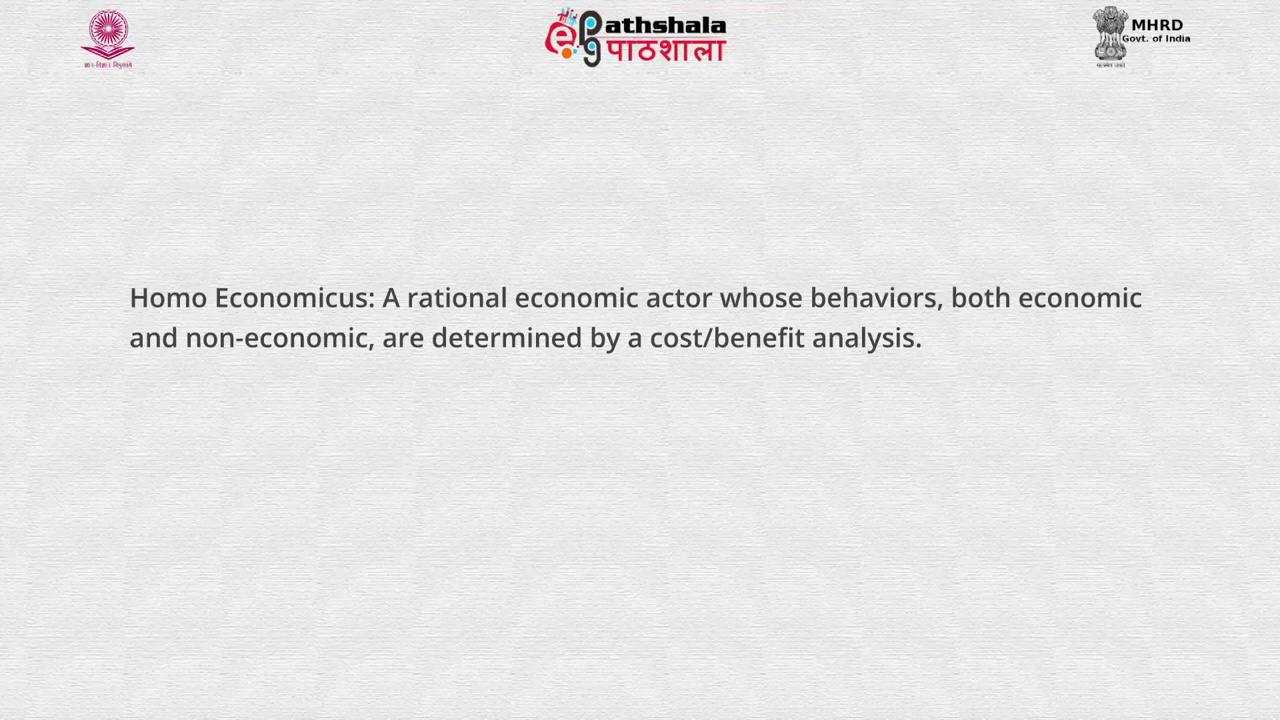 athshala
पाठशाला
MHRD
Govt. of India
Homo Economicus: A rational economic actor whose behaviors, both economic
and non-economic, are determined by a cost/benefit analysis.